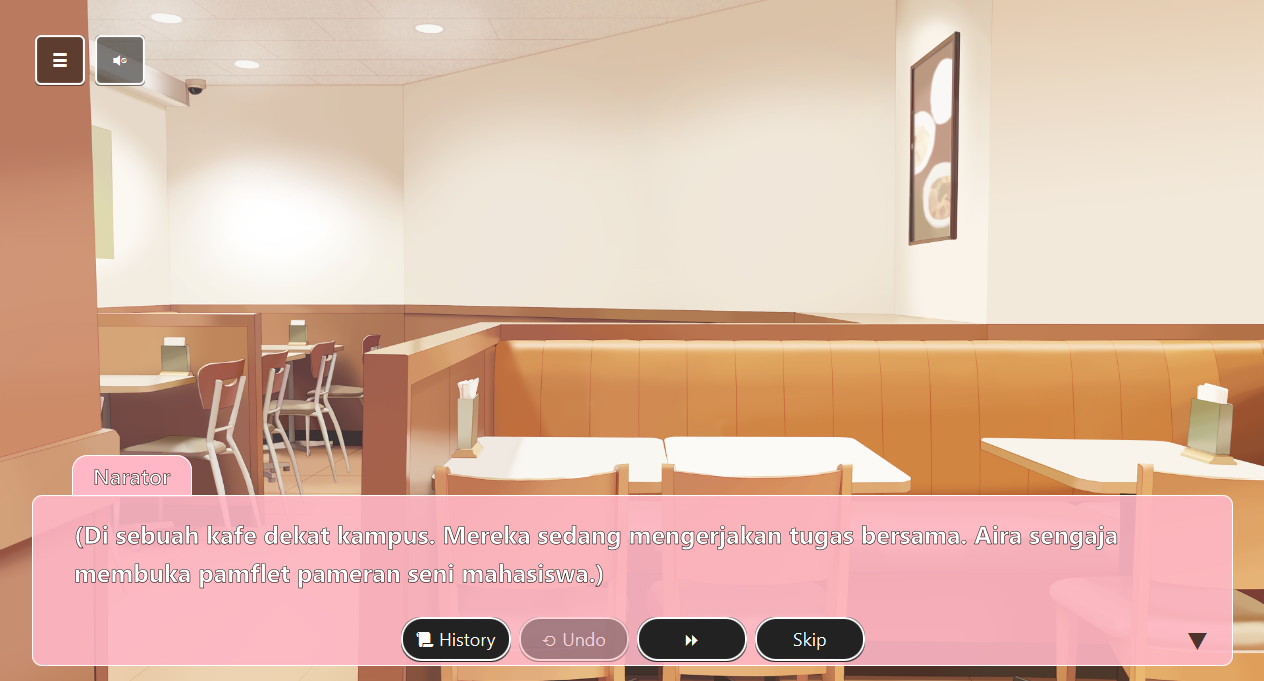 Narator
(Di sebuah kafe dekat kampus. Mereka sedang mengerjakan tugas bersama. Aira sengaja
membuka pamflet pameran seni mahasiswa.)
History
Undo
Skip